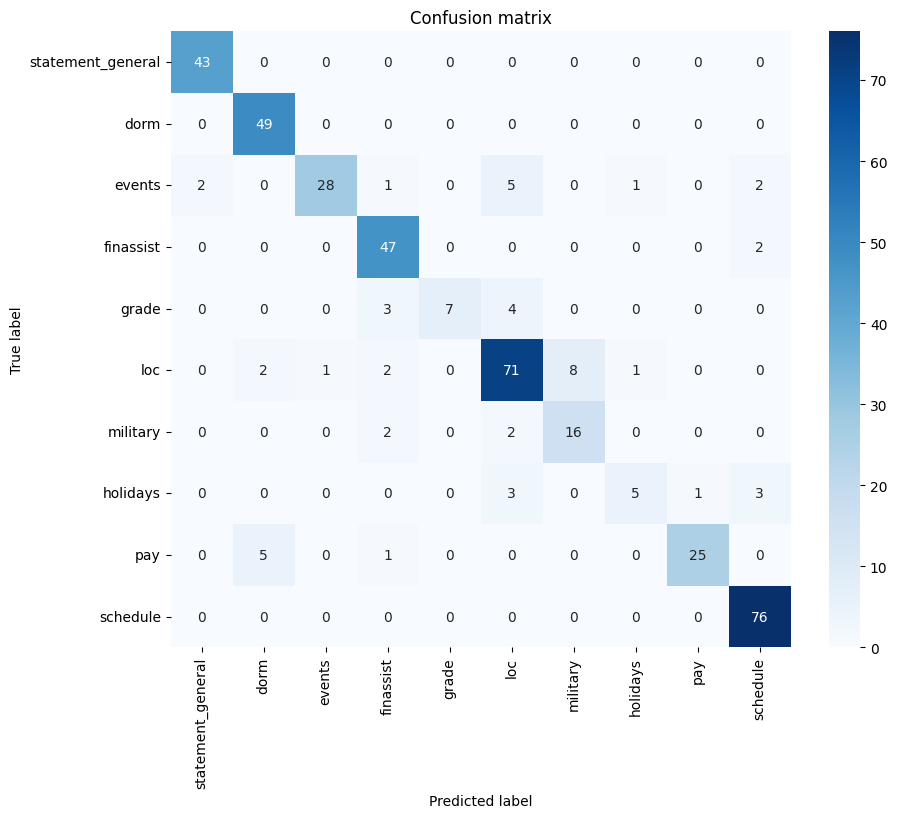 Confusion matrix
statement_general 43 0 0 0 0 0 0 0 0 0
dorm 0 49 0 0 0 0 0 0 0 0
events 2 0 28 1 0 5 0 1 0 2
finassist 0 0 0 47 0 0 0 0 0 2
grade 0 0 0 3 7 4 0 0 0 0
loc 0 2 1 2 0 71 8 1 0 0
military 0 0 0 2 0 2 16 0 0 0
holidays 0 0 0 0 0 3 0 5 1 3
pay 0 5 0 1 0 0 0 0 25 0
schedule 0 0 0 0 0 0 0 0 0 76
True label
statement_general dorm events finassist grade loc military holidays pay schedule
Predicted label
70
60
50
40
30
20
10
0